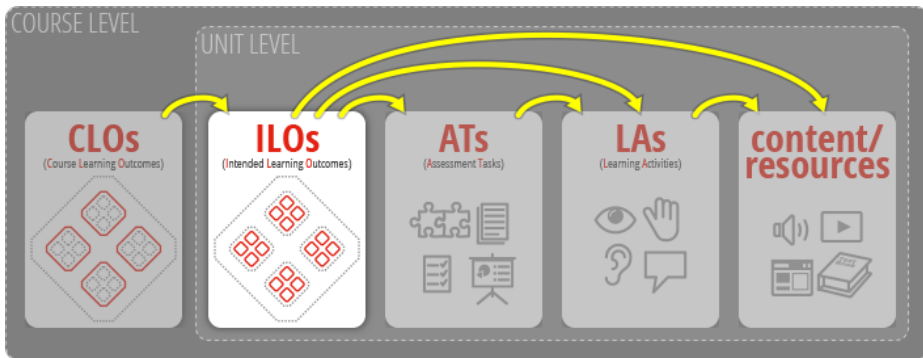 COURSE LEVEL
UNIT LEVEL
CLOs
(Course Learning Outcomes)
ILOs
(Intended Learning Outcomes)
ATs
(Assessment Tasks)
LAs
(Learning Activities)
content/
resources